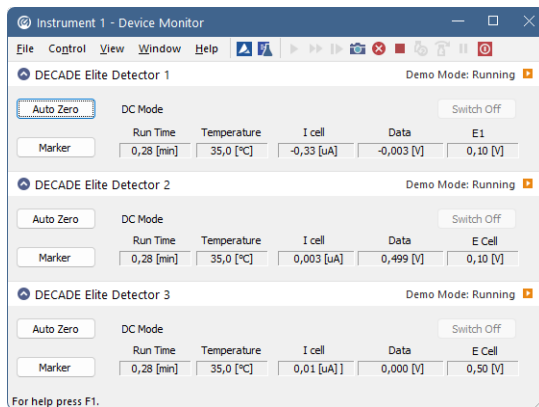 Instrument 1 - Device Monitor
File Control View Window Help
DECADE Elite Detector 1 Demo Mode: Running
Auto Zero DC Mode Switch Off
Run Time Temperature I cell Data E1
Marker 0,28 [min] 35,0 [°C] -0,33 [uA] -0,003 [V] 0,10 [V]
DECADE Elite Detector 2 Demo Mode: Running
Auto Zero DC Mode Switch Off
Run Time Temperature I cell Data E Cell
Marker 0,28 [min] 35,0 [°C] 0,003 [uA] 0,499 [V] 0,10 [V]
DECADE Elite Detector 3 Demo Mode: Running
Auto Zero DC Mode Switch Off
Run Time Temperature I cell Data E Cell
Marker 0,28 [min] 35,0 [°C] 0,01 [uA] ] 0,000 [V] 0,50 [V]
For help press F1.